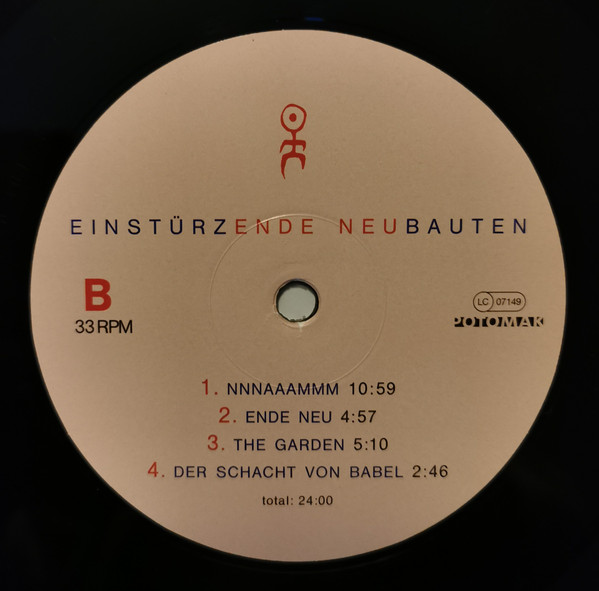 EINSTÜRZENDE NEUBAUTEN
B
33 RPM
LC 07149
POTOMAK
1. NNNAAAMMM 10:59
2. ENDE NEU 4:57
3. THE GARDEN 5:10
4. DER SCHACHT VON BABEL 2:46
total: 24:00